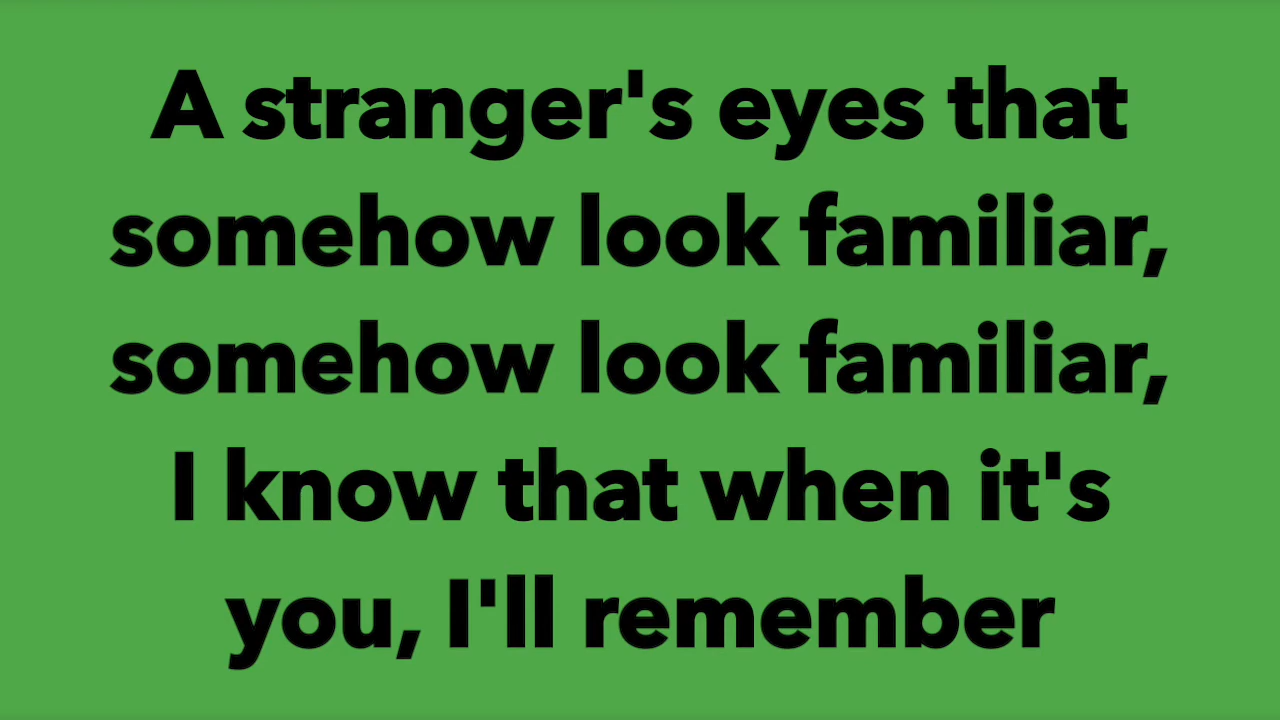 A stranger's eyes that
somehow look familiar,
somehow look familiar,
I know that when it's
you, I'll remember